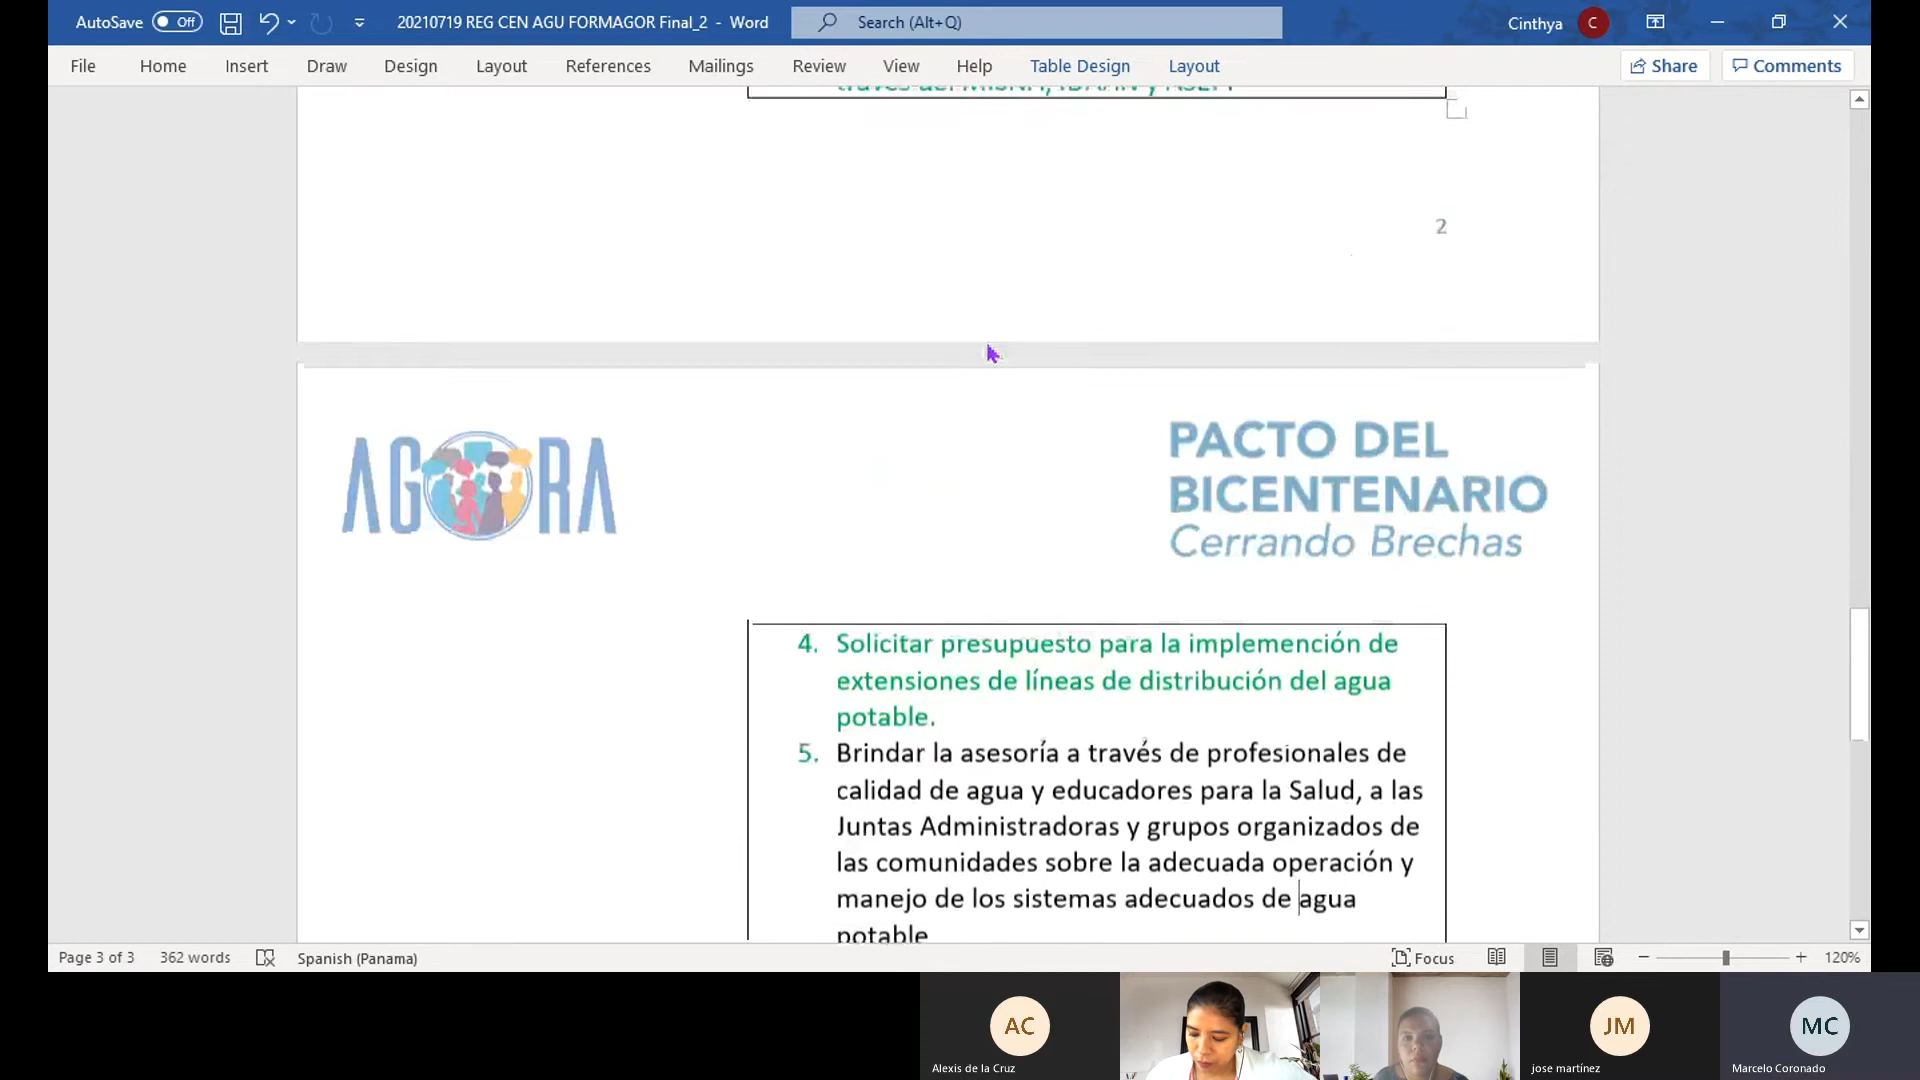 AutoSave Off 20210719 REG CEN AGU FORMAGOR Final_2 - Word Search (Alt+Q) Cinthya C
File Home Insert Draw Design Layout References Mailings Review View Help Table Design Layout Share Comments
2
AGORA
PACTO DEL
BICENTENARIO
Cerrando Brechas
4. Solicitar presupuesto para la implemención de
extensiones de líneas de distribución del agua
potable.
5. Brindar la asesoría a través de profesionales de
calidad de agua y educadores para la Salud, a las
Juntas Administradoras y grupos organizados de
las comunidades sobre la adecuada operación y
manejo de los sistemas adecuados de agua
potable
Page 3 of 3 362 words Spanish (Panama) Focus 120%
AC JM MC
Alexis de la Cruz jose martínez Marcelo Coronado